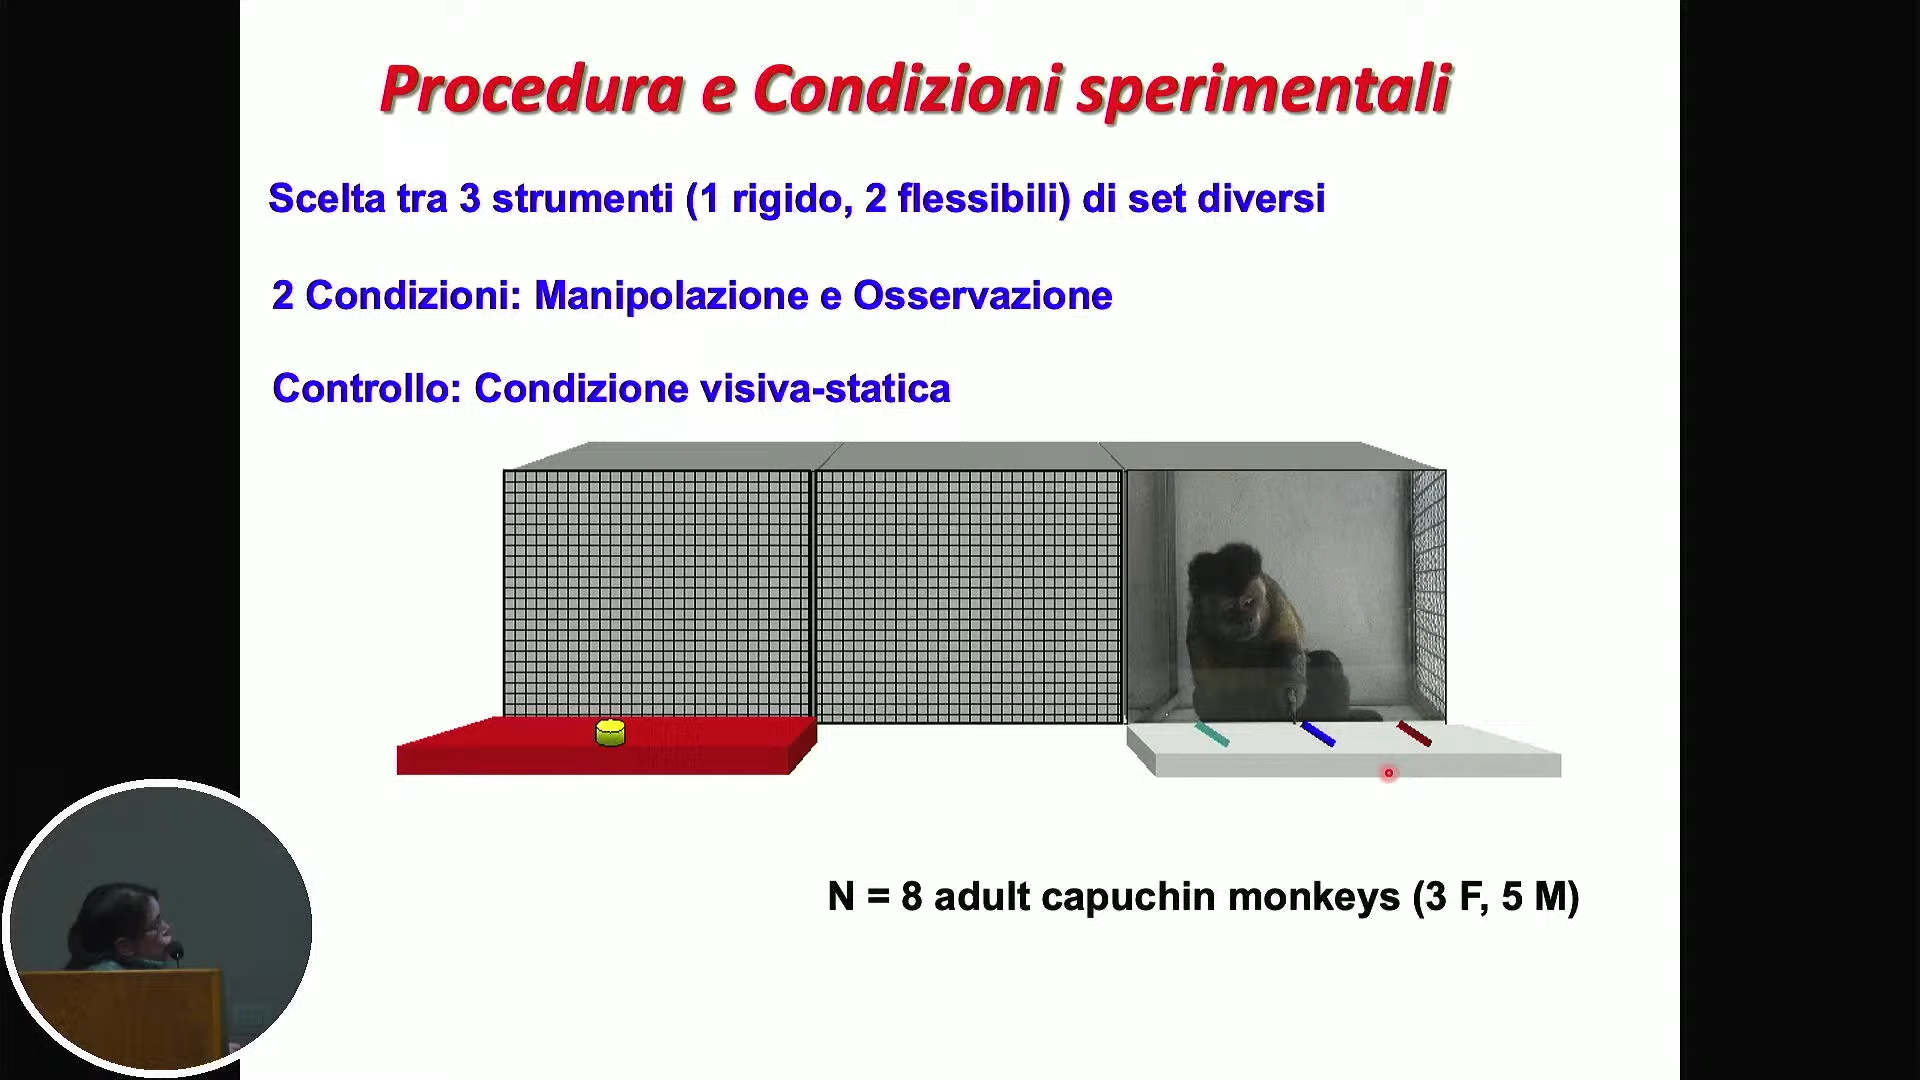 Procedura e Condizioni sperimentali
Scelta tra 3 strumenti (1 rigido, 2 flessibili) di set diversi
2 Condizioni: Manipolazione e Osservazione
Controllo: Condizione visiva-statica
N = 8 adult capuchin monkeys (3 F, 5 M)